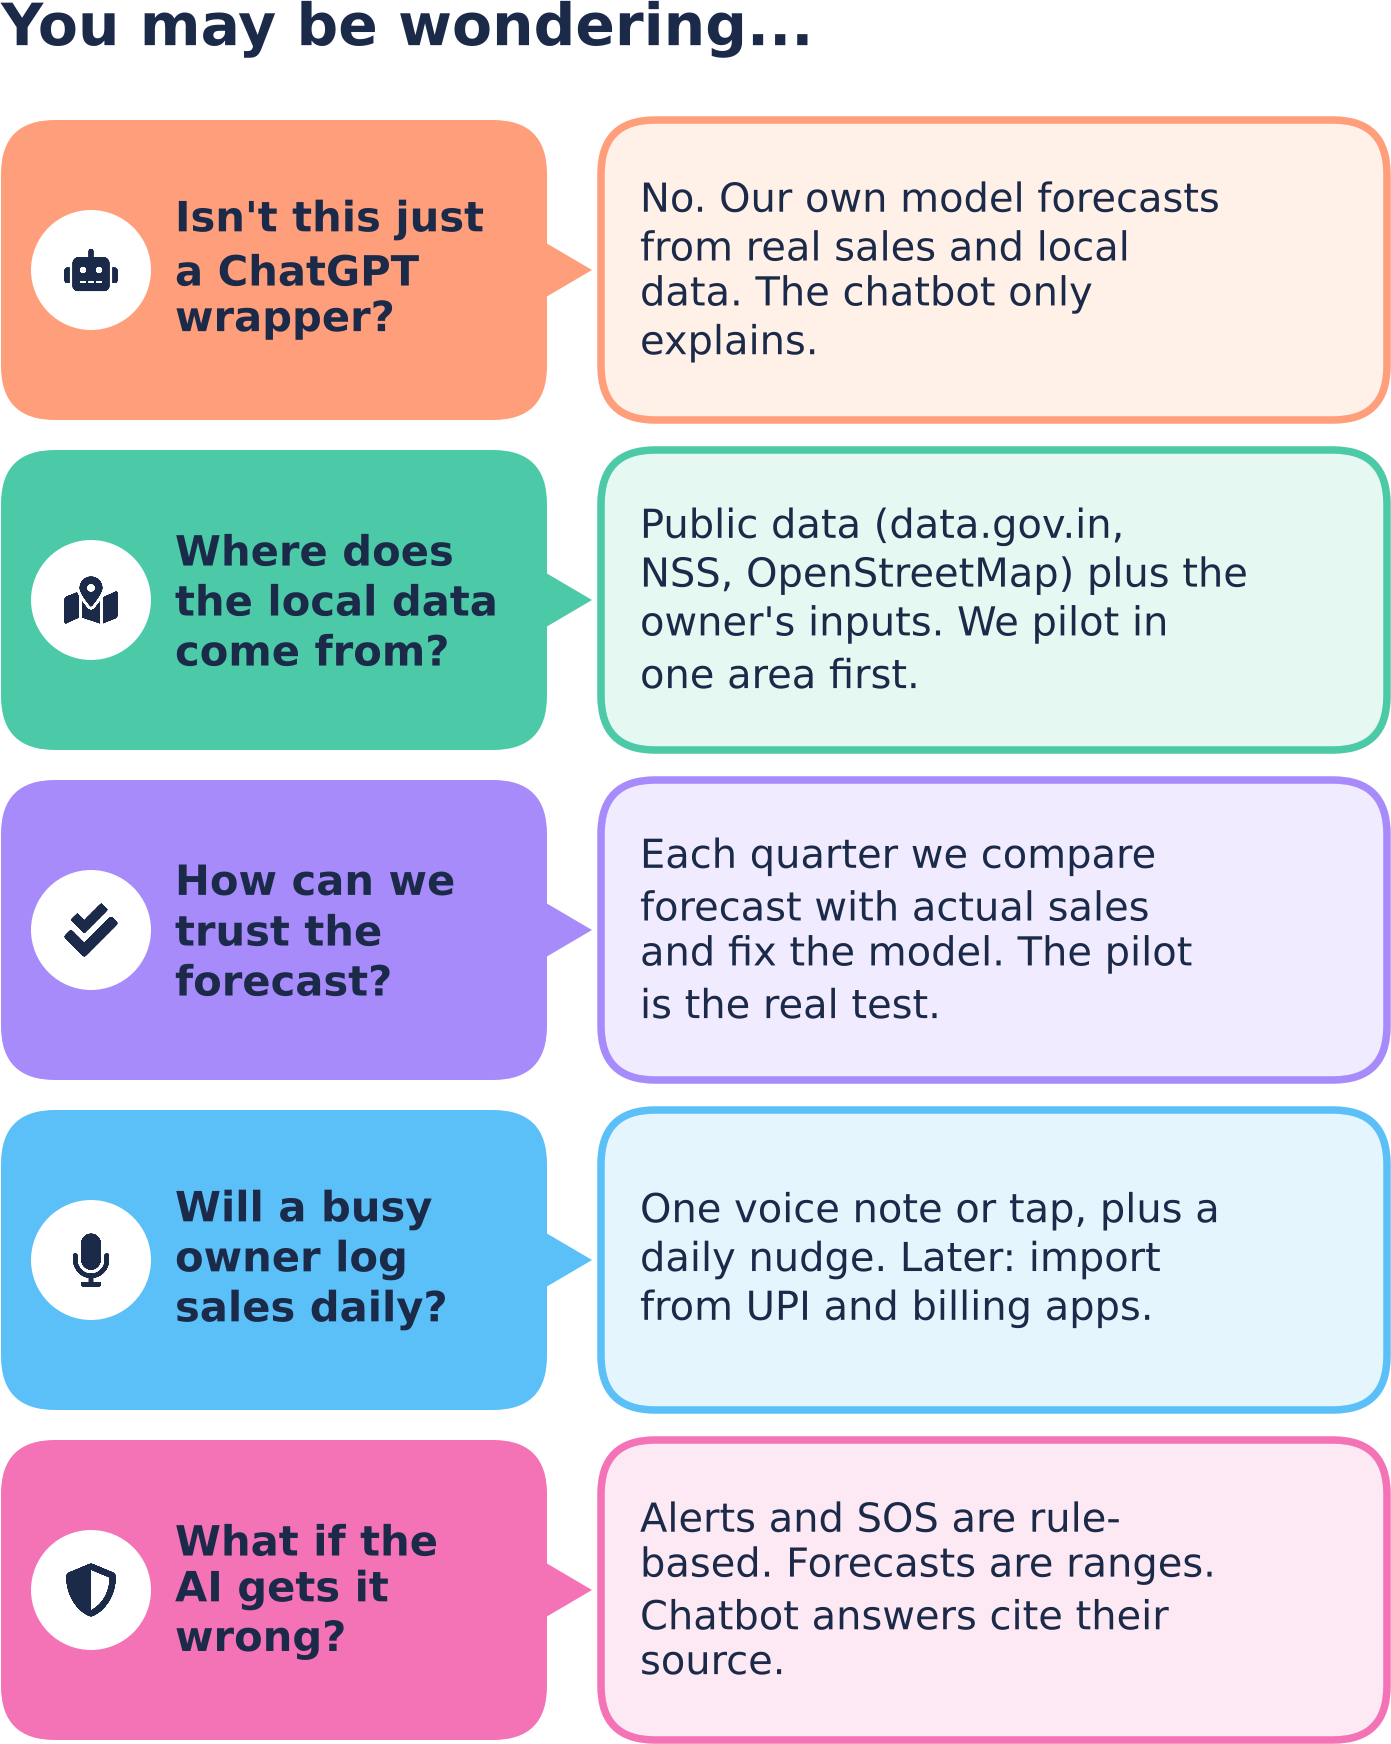 You may be wondering...
Isn't this just
a ChatGPT
wrapper?
No. Our own model forecasts
from real sales and local
data. The chatbot only
explains.
Where does
the local data
come from?
Public data (data.gov.in,
NSS, OpenStreetMap) plus the
owner's inputs. We pilot in
one area first.
How can we
trust the
forecast?
Each quarter we compare
forecast with actual sales
and fix the model. The pilot
is the real test.
Will a busy
owner log
sales daily?
One voice note or tap, plus a
daily nudge. Later: import
from UPI and billing apps.
What if the
AI gets it
wrong?
Alerts and SOS are rule-
based. Forecasts are ranges.
Chatbot answers cite their
source.